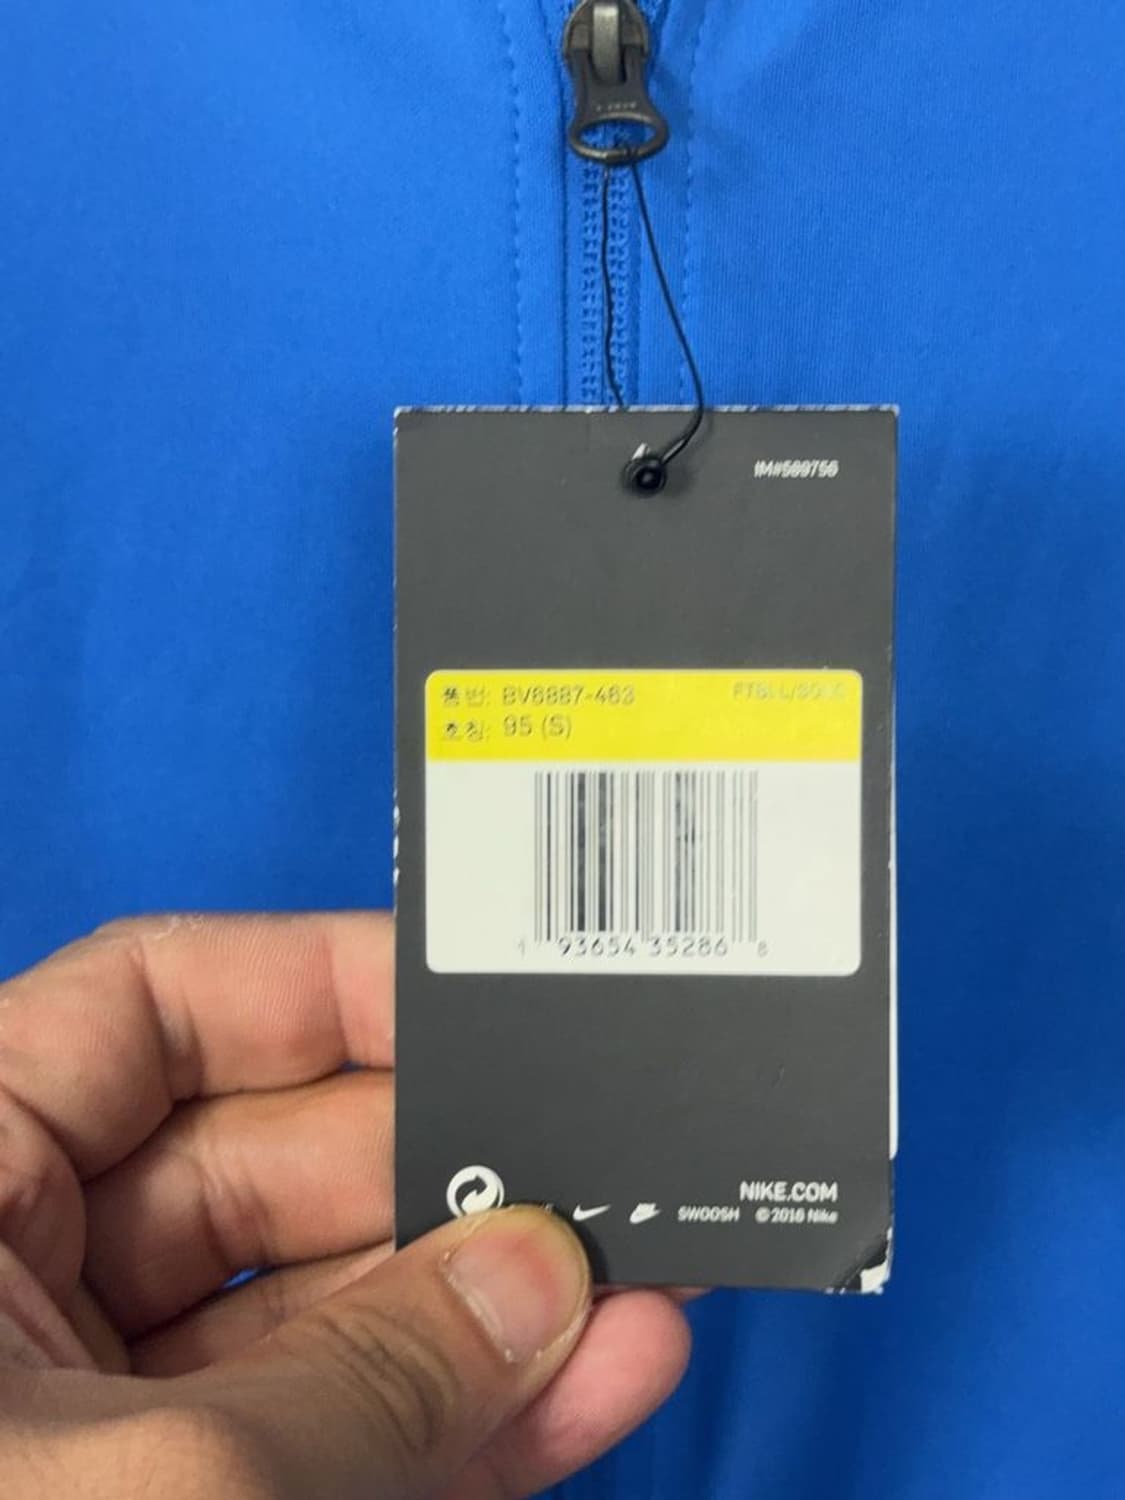 IM#589756
품번: BV6887-463
호칭: 95 (S)
1 93654 35286 8
NIKE.COM
SWOOSH ©2016 Nike